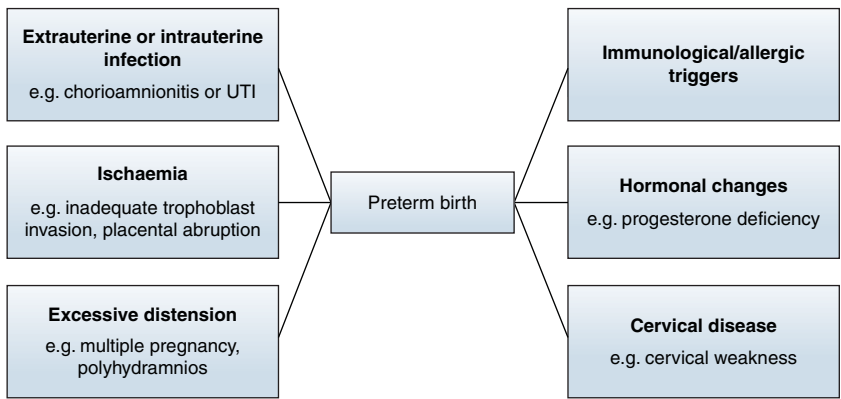 Extrauterine or intrauterine
infection
e.g. chorioamnionitis or UTI
Ischaemia
e.g. inadequate trophoblast
invasion, placental abruption
Excessive distension
e.g. multiple pregnancy,
polyhydramnios
Preterm birth
Immunological/allergic
triggers
Hormonal changes
e.g. progesterone deficiency
Cervical disease
e.g. cervical weakness